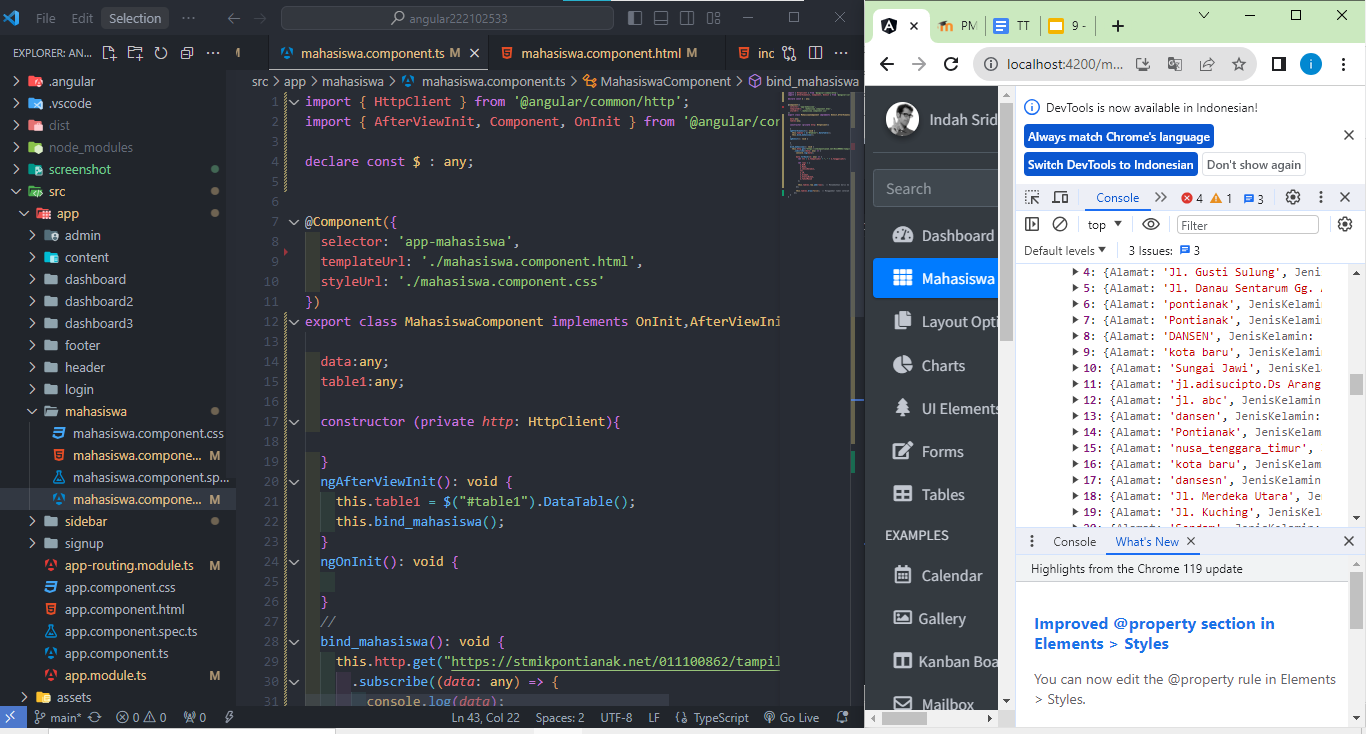 File Edit Selection ··· angular222102533
EXPLORER: AN...
.angular
.vscode
dist
node_modules
screenshot
src
app
admin
content
dashboard
dashboard2
dashboard3
footer
header
login
mahasiswa
mahasiswa.component.css
mahasiswa.compone... M
mahasiswa.component.sp...
mahasiswa.compone... M
sidebar
signup
app-routing.module.ts M
app.component.css
app.component.html
app.component.spec.ts
app.component.ts
app.module.ts M
assets
mahasiswa.component.ts M mahasiswa.component.html M inc
src > app > mahasiswa > mahasiswa.component.ts > MahasiswaComponent > bind_mahasiswa
1 import { HttpClient } from '@angular/common/http';
2 import { AfterViewInit, Component, OnInit } from '@angular/cor
3
4 declare const $ : any;
5
6
7 @Component({
8 selector: 'app-mahasiswa',
9 templateUrl: './mahasiswa.component.html',
10 styleUrl: './mahasiswa.component.css'
11 })
12 export class MahasiswaComponent implements OnInit,AfterViewIni
13
14 data:any;
15 table1:any;
16
17 constructor (private http: HttpClient){
18
19 }
20 ngAfterViewInit(): void {
21 this.table1 = $("#table1").DataTable();
22 this.bind_mahasiswa();
23 }
24 ngOnInit(): void {
25
26 }
27 //
28 bind_mahasiswa(): void {
29 this.http.get("https://stmikpontianak.net/011100862/tampil
30 .subscribe((data: any) => {
31 console.log(data);
main* 0 0 0 Ln 43, Col 22 Spaces: 2 UTF-8 LF TypeScript Go Live
PM TT 9 -
localhost:4200/m... i
Indah Srid
Search
Dashboard
Mahasiswa
Layout Opti
Charts
UI Elements
Forms
Tables
EXAMPLES
Calendar
Gallery
Kanban Boa
Mailbox
DevTools is now available in Indonesian!
Always match Chrome's language
Switch DevTools to Indonesian Don't show again
Console 4 1 3
top Filter
Default levels 3 Issues: 3
4: {Alamat: 'Jl. Gusti Sulung', Jeni
5: {Alamat: 'Jl. Danau Sentarum Gg. 
6: {Alamat: 'pontianak', JenisKelamin
7: {Alamat: 'Pontianak', JenisKelamin
8: {Alamat: 'DANSEN', JenisKelamin:
9: {Alamat: 'kota baru', JenisKelamin
10: {Alamat: 'Sungai Jawi', JenisKel
11: {Alamat: 'jl.adisucipto.Ds Arang
12: {Alamat: 'jl. abc', JenisKelamin
13: {Alamat: 'dansen', JenisKelamin:
14: {Alamat: 'Pontianak', JenisKelam
15: {Alamat: 'nusa_tenggara_timur',
16: {Alamat: 'kota baru', JenisKelam
17: {Alamat: 'dansesn', JenisKelamin
18: {Alamat: 'Jl. Merdeka Utara', Je
19: {Alamat: 'Jl. Kuching', JenisKel
Console What's New
Highlights from the Chrome 119 update
Improved @property section in
Elements > Styles
You can now edit the @property rule in Elements
> Styles.